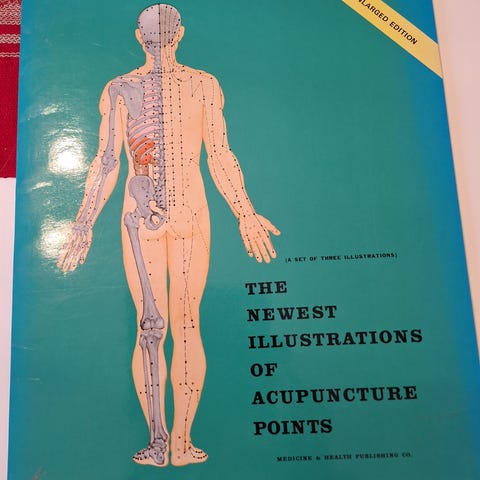 NLARGED EDITION
(A SET OF THREE ILLUSTRATIONS)
THE
NEWEST
ILLUSTRATIONS
OF
ACUPUNCTURE
POINTS
MEDICINE & HEALTH PUBLISHING CO.